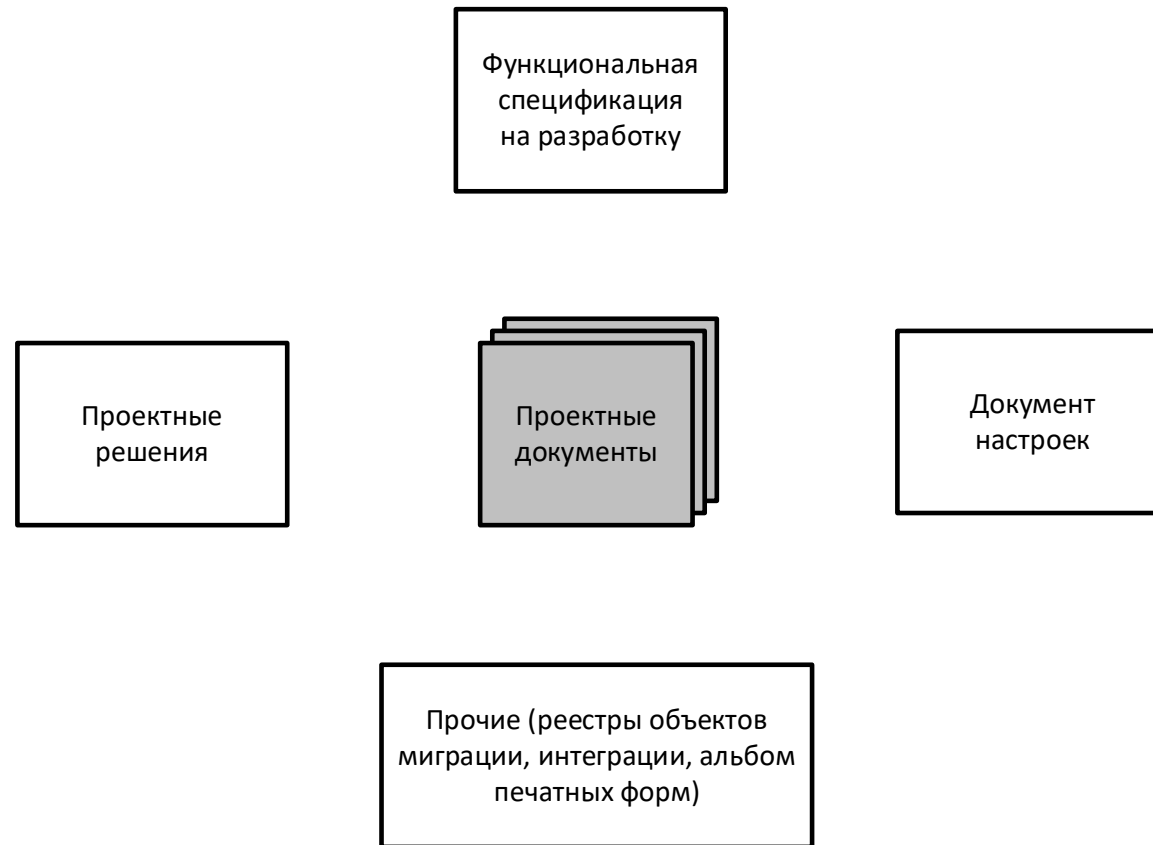 Функциональная
спецификация
на разработку
Проектные
решения
Проектные
документы
Документ
настроек
Прочие (реестры объектов
миграции, интеграции, альбом
печатных форм)